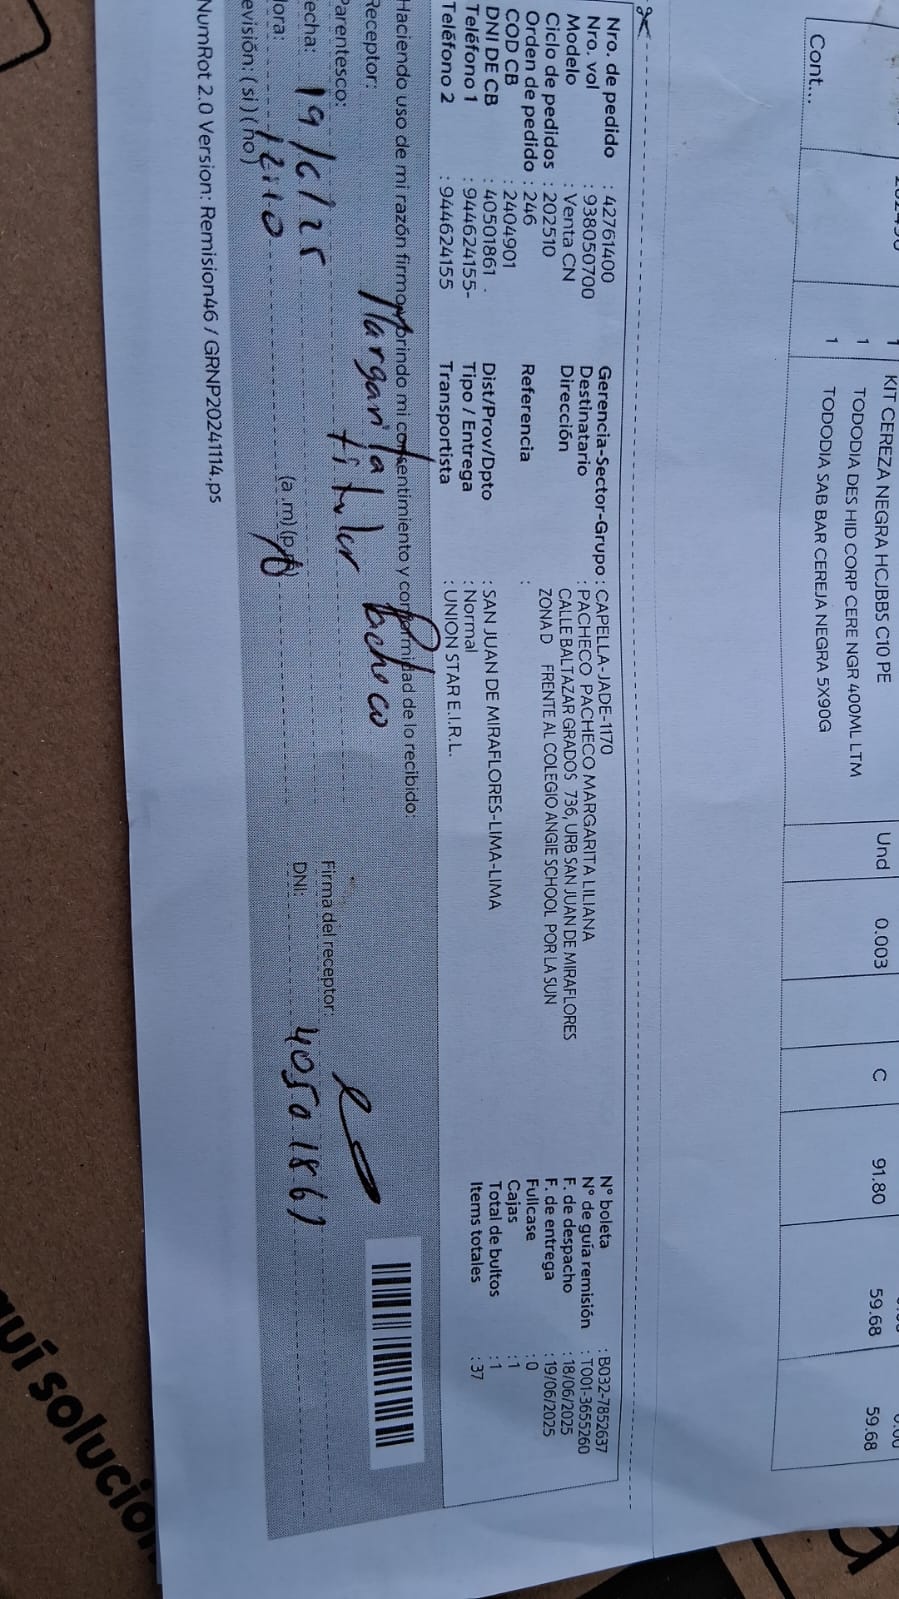 KIT CEREZA NEGRA HCJBBS C10 PE Und 0.003 C 91.80 59.68 59.68
1 TODODIA DES HID CORP CERE NGR 400ML LTM
1 TODODIA SAB BAR CEREJA NEGRA 5X90G
Cont...
Nro. de pedido : 42761400
Nro. vol : 938050700
Modelo : Venta CN
Ciclo de pedidos : 202510
Orden de pedido : 246
COD CB : 2404901
DNI DE CB : 40501861
Teléfono 1 : 944624155-
Teléfono 2 : 944624155
Gerencia-Sector-Grupo : CAPELLA-JADE-1170
Destinatario : PACHECO PACHECO MARGARITA LILIANA
Dirección : CALLE BALTAZAR GRADOS 736, URB SAN JUAN DE MIRAFLORES
ZONA D FRENTE AL COLEGIO ANGIE SCHOOL POR LA SUN
Referencia :
Dist/Prov/Dpto : SAN JUAN DE MIRAFLORES-LIMA-LIMA
Tipo / Entrega : Normal
Transportista : UNION STAR E.I.R.L.
N° boleta : B032-7852637
N° de guía remisión : T001-3655260
F. de despacho : 18/06/2025
F. de entrega : 19/06/2025
Fullcase : 0
Cajas : 1
Total de bultos : 1
Items totales : 37
Haciendo uso de mi razón firmo brindo mi consentimiento y conformidad de lo recibido:
Receptor: Margarita Pacheco
Parentesco: titular
Firma del receptor:
echa: 19/6/25
DNI: 40501861
ora: 12:10 (a.m)(p.m)
evisión: ( si ) ( no )
NumRot 2.0 Version: Remision46 / GRNP20241114.ps
uí solución